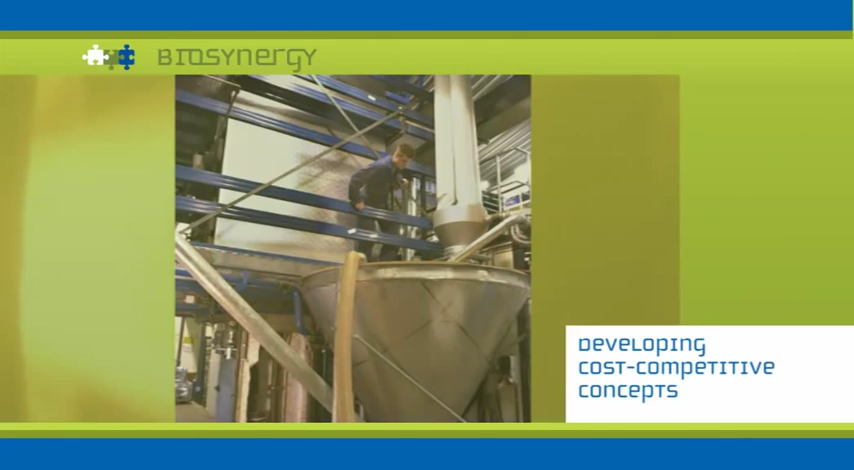 BIOSYNERGY
DEVELOPING
COST-COMPETITIVE
CONCEPTS